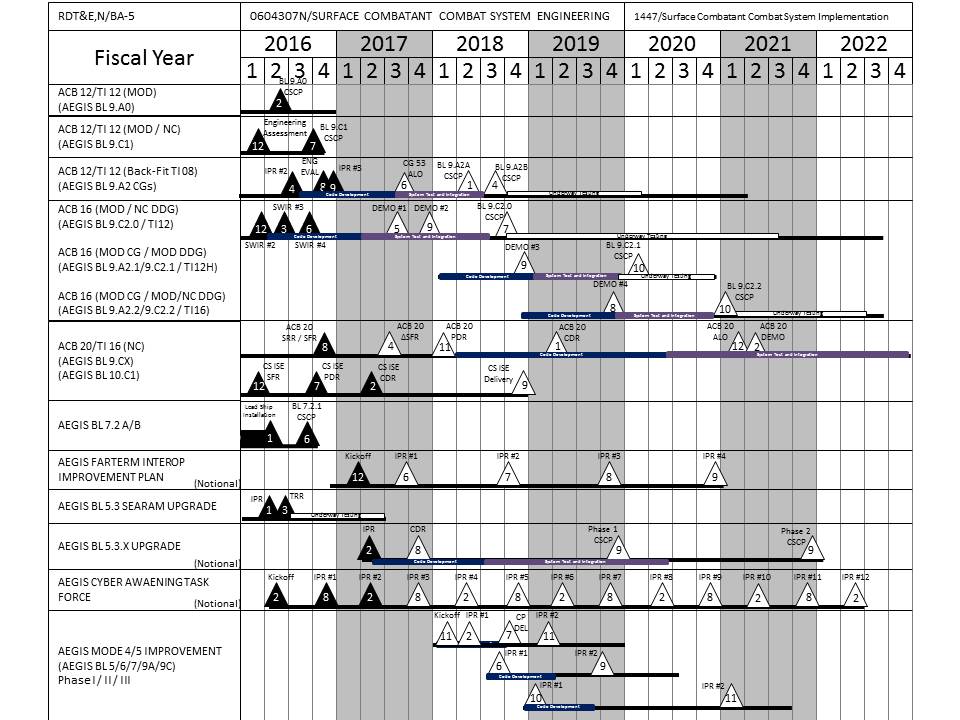 RDT&E,N/BA-5
0604307N/SURFACE COMBATANT COMBAT SYSTEM ENGINEERING
1447/Surface Combatant Combat System Implementation
Fiscal Year
2016 2017 2018 2019 2020 2021 2022
1 2 3 4 1 2 3 4 1 2 3 4 1 2 3 4 1 2 3 4 1 2 3 4 1 2 3 4
ACB 12/TI 12 (MOD)
(AEGIS BL 9.A0)
BL 9.A0
CSCP
2
ACB 12/TI 12 (MOD / NC)
(AEGIS BL 9.C1)
Engineering
Assessment
BL 9.C1
CSCP
12 7
ACB 12/TI 12 (Back-Fit TI 08)
(AEGIS BL 9.A2 CGs)
IPR #2
ENG
EVAL
IPR #3
CG 53
ALO
BL 9.A2A
CSCP
BL 9.A2B
CSCP
4 8 9 6 1 4
Code Development
System Test and Integration
Underway Testing
ACB 16 (MOD / NC DDG)
(AEGIS BL 9.C2.0 / TI12)
SWIR #3
DEMO #1
DEMO #2
BL 9.C2.0
CSCP
12 3 6 5 9 7
Code Development
System Test and Integration
Underway Testing
SWIR #2
SWIR #4
ACB 16 (MOD CG / MOD DDG)
(AEGIS BL 9.A2.1/9.C2.1 / TI12H)
DEMO #3
BL 9.C2.1
CSCP
9 10
Code Development
System Test and Integration
Underway Testing
ACB 16 (MOD CG / MOD/NC DDG)
(AEGIS BL 9.A2.2/9.C2.2 / TI16)
DEMO #4
BL 9.C2.2
CSCP
8 10
Code Development
System Test and Integration
Underway Testing
ACB 20/TI 16 (NC)
(AEGIS BL 9.CX)
(AEGIS BL 10.C1)
ACB 20
SRR / SFR
ACB 20
ΔSFR
ACB 20
PDR
ACB 20
CDR
ACB 20
ALO
ACB 20
DEMO
8 4 11 1 12 2
Code Development
System Test and Integration
CS ISE
SFR
CS ISE
PDR
CS ISE
CDR
CS ISE
Delivery
12 7 2 9
AEGIS BL 7.2 A/B
Lead Ship
Installation
BL 7.2.1
CSCP
1 6
AEGIS FARTERM INTEROP
IMPROVEMENT PLAN
(Notional)
Kickoff IPR #1 IPR #2 IPR #3 IPR #4
12 6 7 8 9
AEGIS BL 5.3 SEARAM UPGRADE
IPR TRR
1 3
Underway Testing
AEGIS BL 5.3.X UPGRADE
(Notional)
IPR
CDR
Phase 1
CSCP
Phase 2
CSCP
2 8 9 9
Code Development
System Test and Integration
AEGIS CYBER AWAENING TASK
FORCE
(Notional)
Kickoff IPR #1 IPR #2 IPR #3 IPR #4 IPR #5 IPR #6 IPR #7 IPR #8 IPR #9 IPR #10 IPR #11 IPR #12
2 8 2 8 2 8 2 8 2 8 2 8 2
AEGIS MODE 4/5 IMPROVEMENT
(AEGIS BL 5/6/7/9A/9C)
Phase I / II / III
Kickoff IPR #1
CP
DEL
IPR #2
11 2 7 11
IPR #1 IPR #2
6 9
Code Development
IPR #1 IPR #2
10 11
Code Development